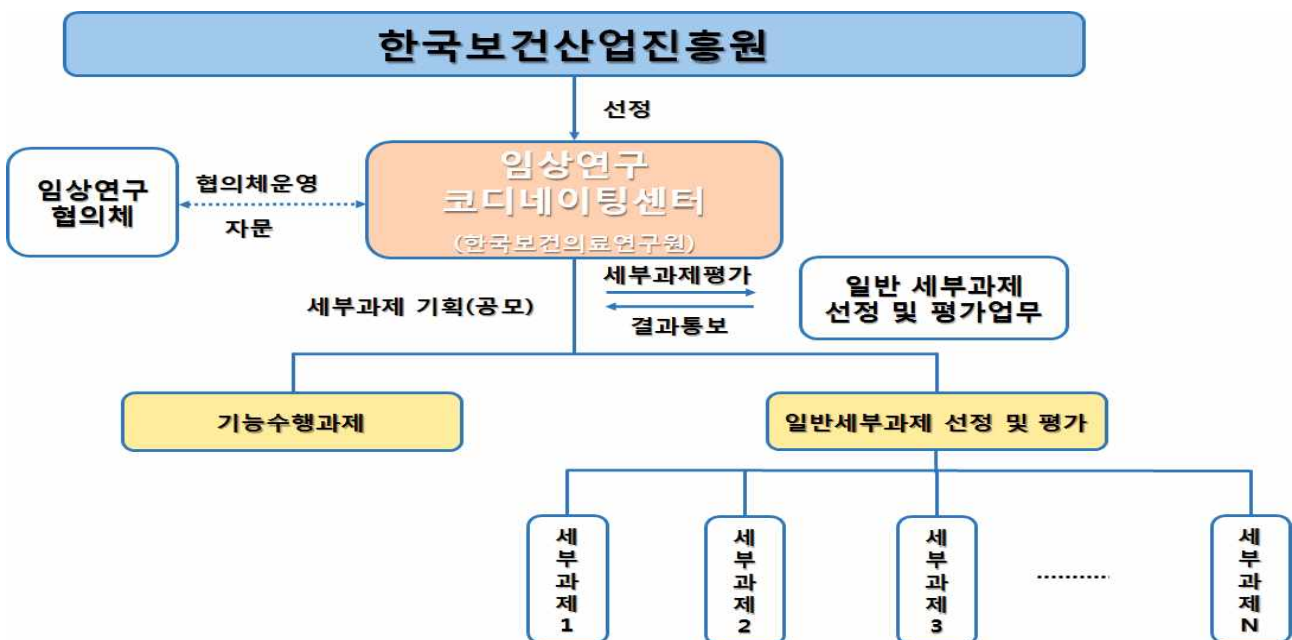 한국보건산업진흥원
선정
임상연구
협의체
협의체운영
자문
임상연구
코디네이팅센터
(한국보건의료연구원)
세부과제 기획(공모)
세부과제평가
결과통보
일반 세부과제
선정 및 평가업무
기능수행과제
일반세부과제 선정 및 평가
세부과제1
세부과제2
세부과제3
..........
세부과제N